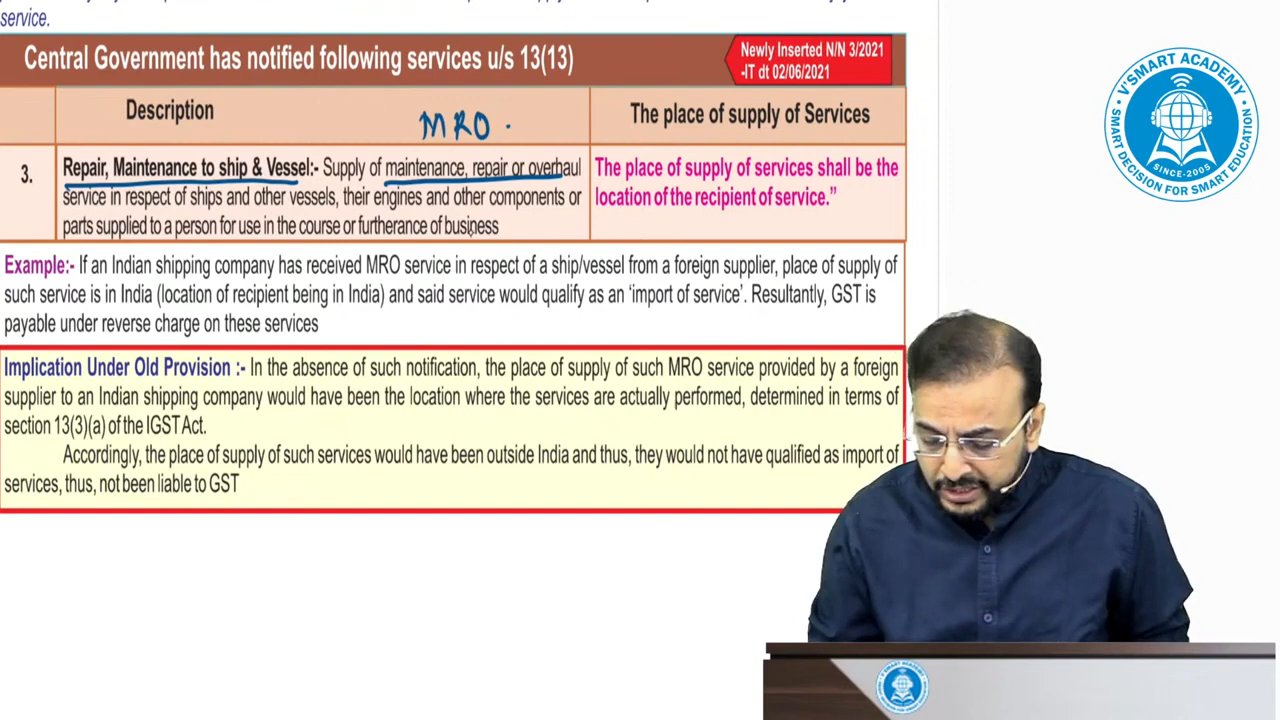 service.
Central Government has notified following services u/s 13(13)
Newly Inserted N/N 3/2021
-IT dt 02/06/2021
Description
MRO .
The place of supply of Services
3.
Repair, Maintenance to ship & Vessel:- Supply of maintenance, repair or overhaul
service in respect of ships and other vessels, their engines and other components or
parts supplied to a person for use in the course or furtherance of business
The place of supply of services shall be the
location of the recipient of service.”
Example:- If an Indian shipping company has received MRO service in respect of a ship/vessel from a foreign supplier, place of supply of
such service is in India (location of recipient being in India) and said service would qualify as an ‘import of service’. Resultantly, GST is
payable under reverse charge on these services
Implication Under Old Provision :- In the absence of such notification, the place of supply of such MRO service provided by a foreign
supplier to an Indian shipping company would have been the location where the services are actually performed, determined in terms of
section 13(3)(a) of the IGST Act.
Accordingly, the place of supply of such services would have been outside India and thus, they would not have qualified as import of
services, thus, not been liable to GST
V'SMART ACADEMY
SMART DECISION FOR SMART EDUCATION
SINCE-2005